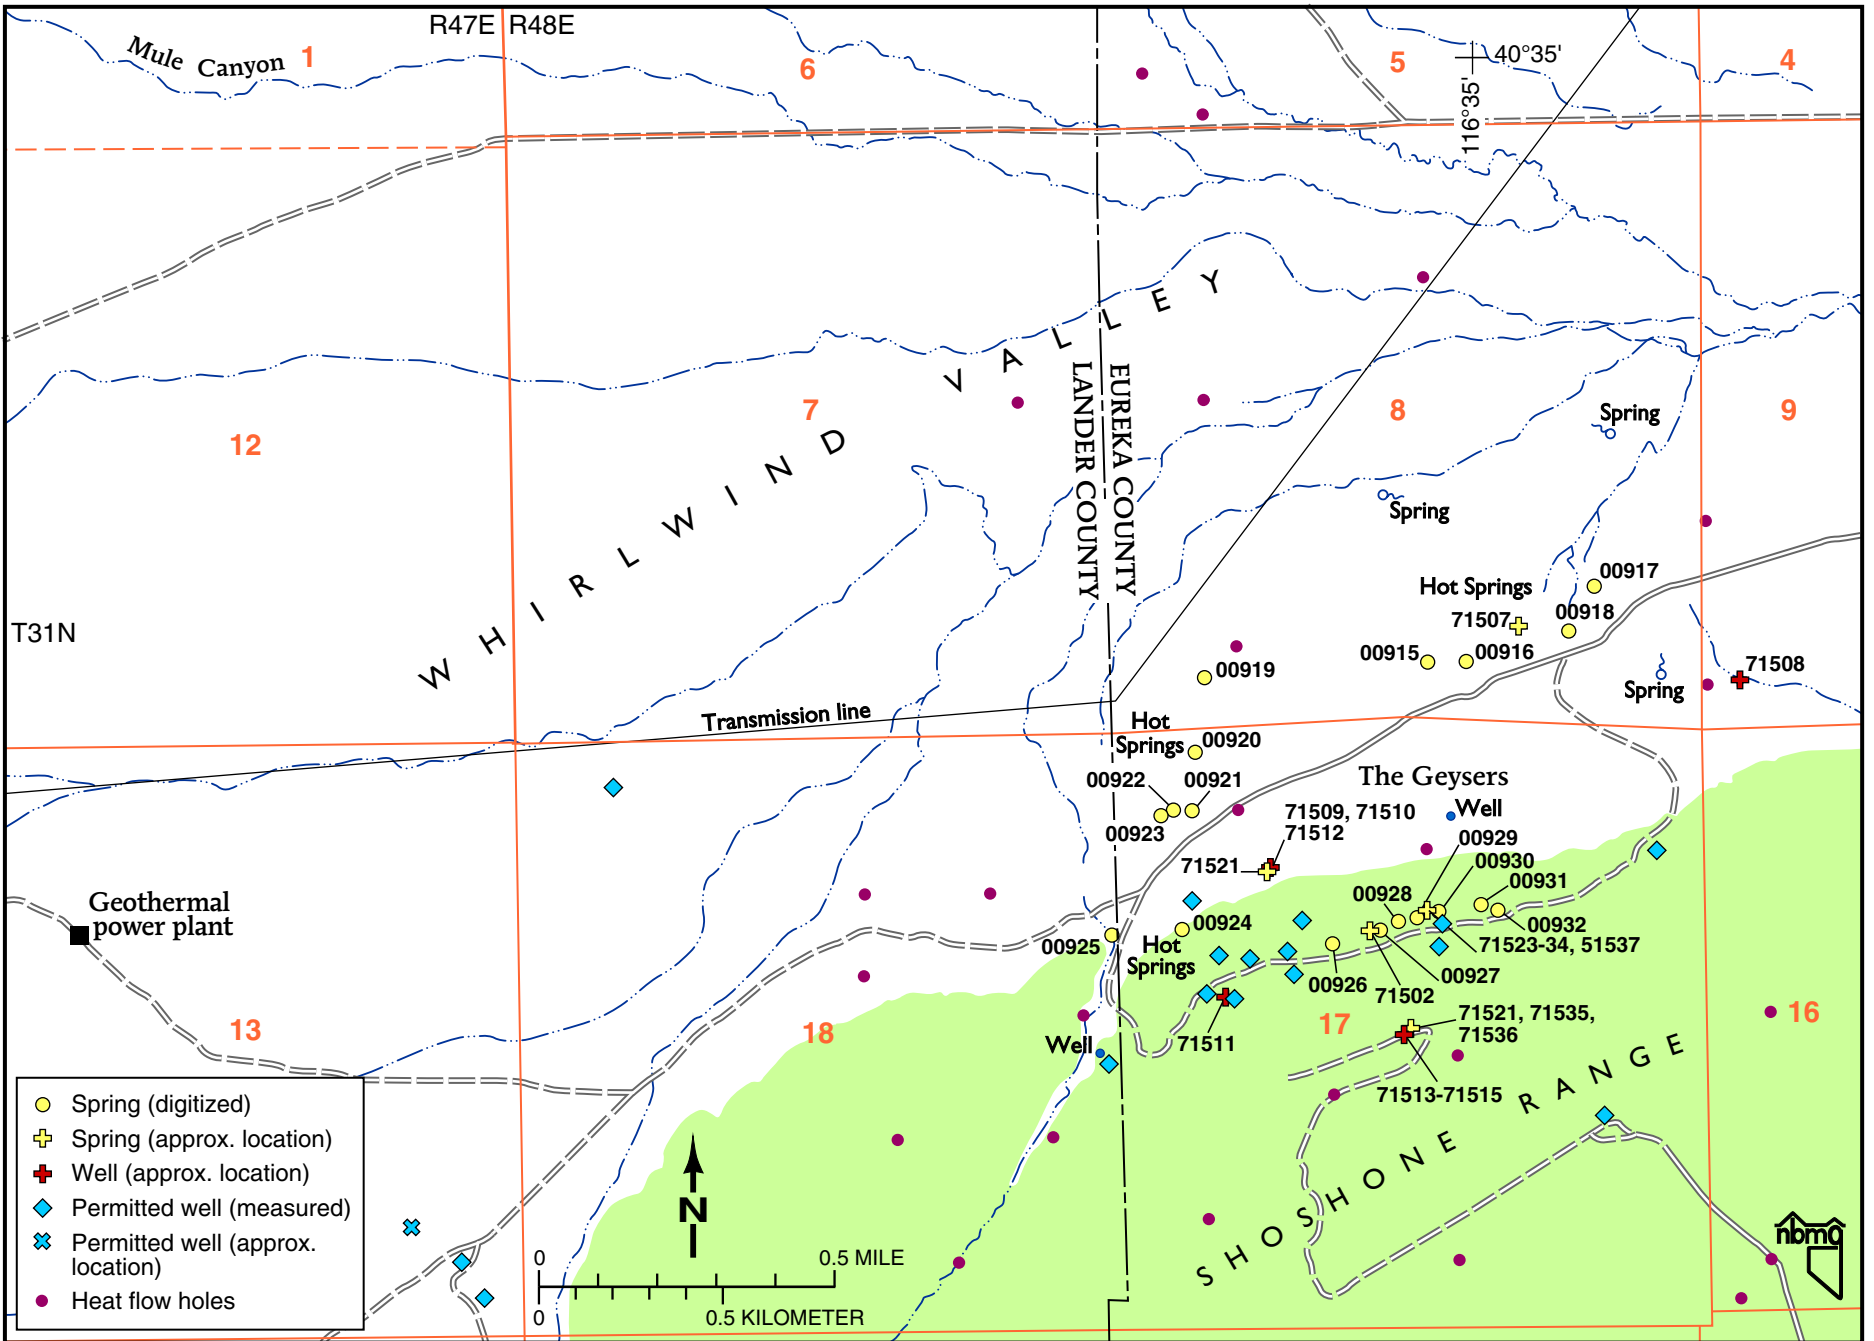 R47E R48E
Mule Canyon
1
6
5
4
40°35'
116°35'
WHIRLWIND VALLEY
7
8
9
12
LANDER COUNTY
EUREKA COUNTY
Spring
Spring
Hot Springs
00917
71507
00918
T31N
00915
00916
00919
71508
Spring
Transmission line
Hot
Springs
00920
00922
00921
The Geysers
71509, 71510
71512
Well
00923
00929
71521
00930
00931
00928
Geothermal
power plant
00924
00932
00925
Hot
Springs
71523-34, 51537
00926
00927
71502
13
18
17
16
71521, 71535,
71536
71511
Well
71513-71515
SHOSHONE RANGE
Spring (digitized)
Spring (approx. location)
Well (approx. location)
Permitted well (measured)
Permitted well (approx.
location)
Heat flow holes
N
0
0.5 MILE
0
0.5 KILOMETER
nbmg